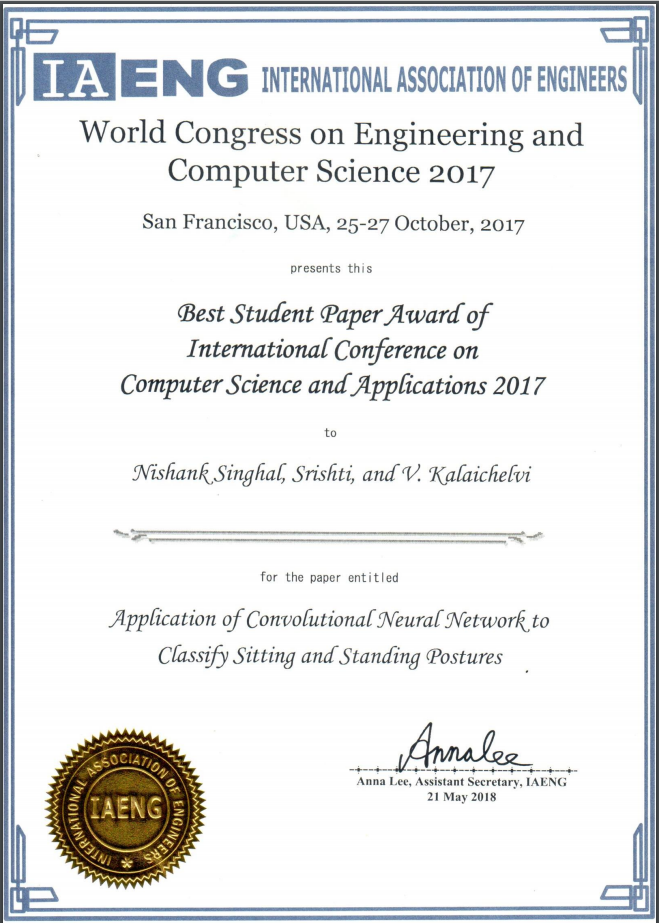 IAENG INTERNATIONAL ASSOCIATION OF ENGINEERS
World Congress on Engineering and
Computer Science 2017
San Francisco, USA, 25-27 October, 2017
presents this
Best Student Paper Award of
International Conference on
Computer Science and Applications 2017
to
Nishank Singhal, Srishti, and V. Kalaichelvi
for the paper entitled
Application of Convolutional Neural Network to
Classify Sitting and Standing Postures
Annalee
Anna Lee, Assistant Secretary, IAENG
21 May 2018
INTERNATIONAL ASSOCIATION OF ENGINEERS
IAENG